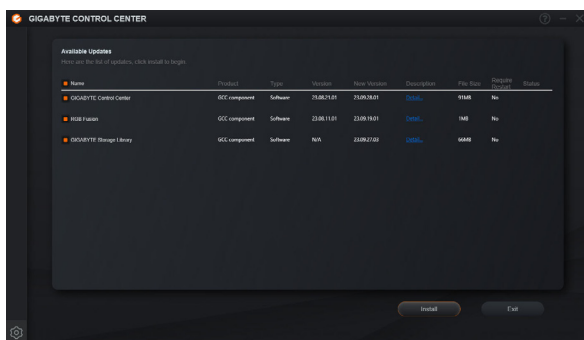 GIGABYTE CONTROL CENTER
Available Updates
Here are the list of updates, click install to begin.
Name Product Type Version New Version Description File Size Require Restart Status
GIGABYTE Control Center GCC component Software 23.08.21.01 23.09.28.01 Detail... 91MB No
RGB Fusion GCC component Software 23.08.11.01 23.09.19.01 Detail... 1MB No
GIGABYTE Storage Library GCC component Software N/A 23.09.27.03 Detail... 66MB No
Install Exit